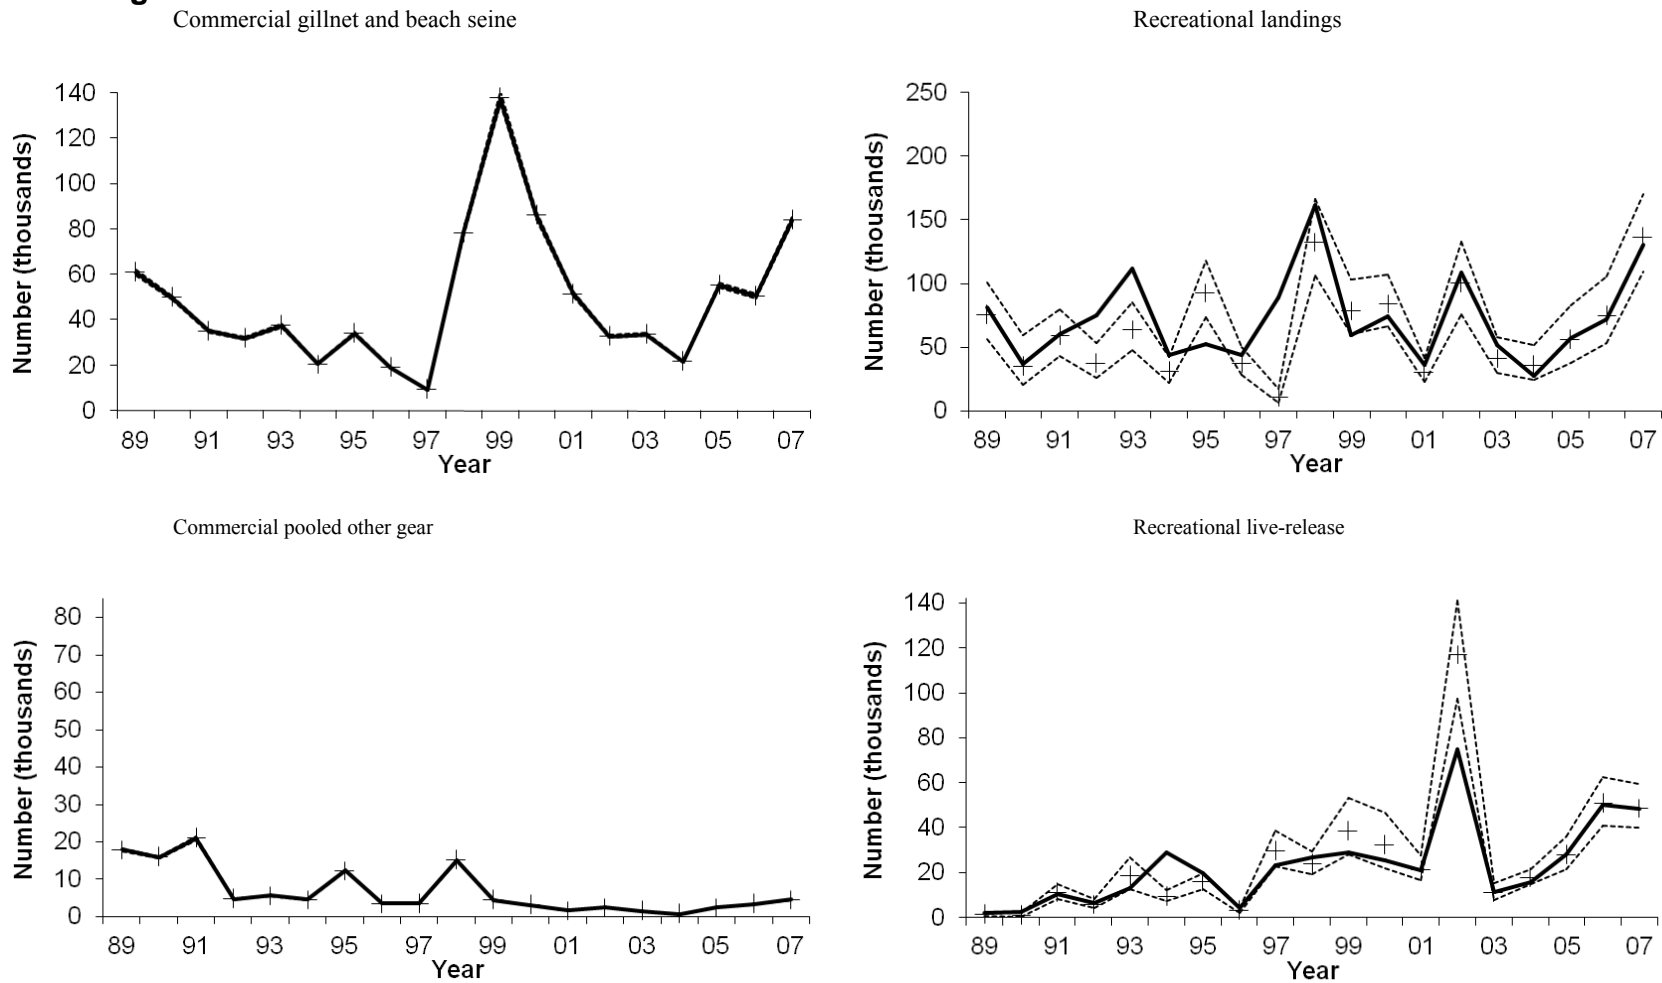 Commercial gillnet and beach seine
Number (thousands)
140
120
100
80
60
40
20
0
89 91 93 95 97 99 01 03 05 07
Year
Recreational landings
Number (thousands)
250
200
150
100
50
0
89 91 93 95 97 99 01 03 05 07
Year
Commercial pooled other gear
Number (thousands)
80
70
60
50
40
30
20
10
0
89 91 93 95 97 99 01 03 05 07
Year
Recreational live-release
Number (thousands)
140
120
100
80
60
40
20
0
89 91 93 95 97 99 01 03 05 07
Year